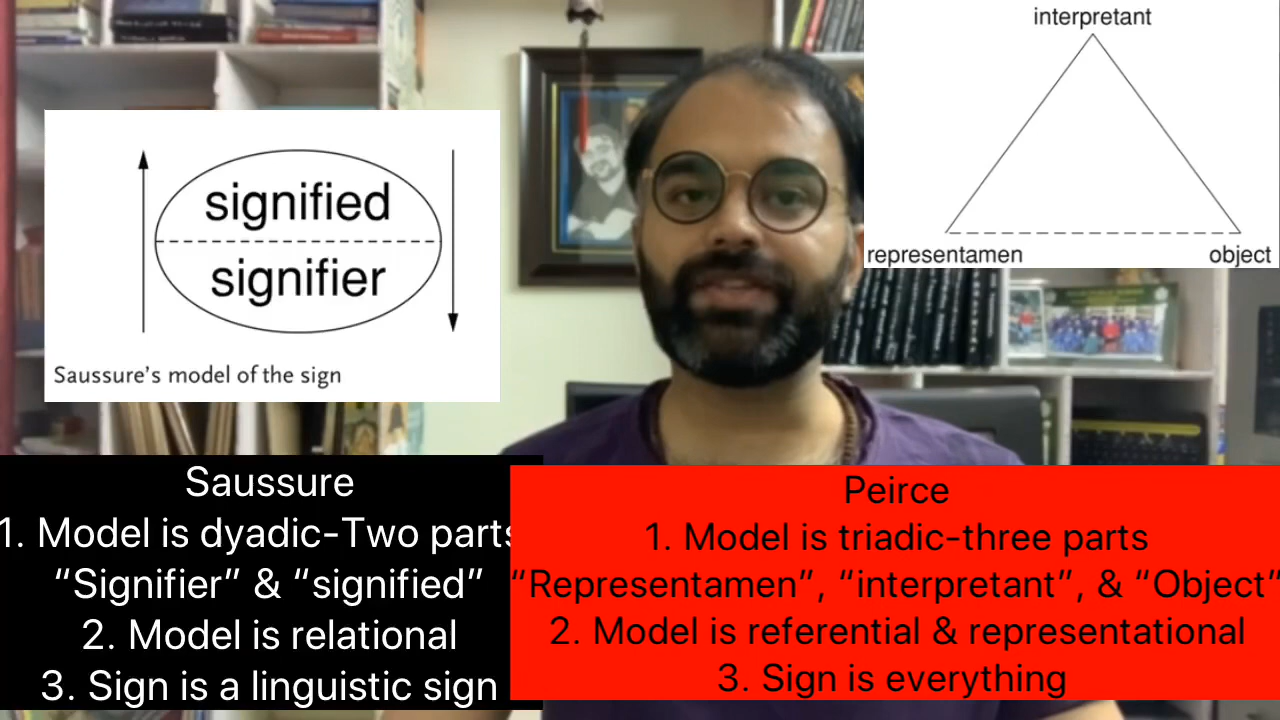 signified
signifier
Saussure's model of the sign
interpretant
representamen
object
Saussure
1. Model is dyadic-Two parts
“Signifier” & “signified”
2. Model is relational
3. Sign is a linguistic sign
Peirce
1. Model is triadic-three parts
“Representamen”, “interpretant”, & “Object”
2. Model is referential & representational
3. Sign is everything